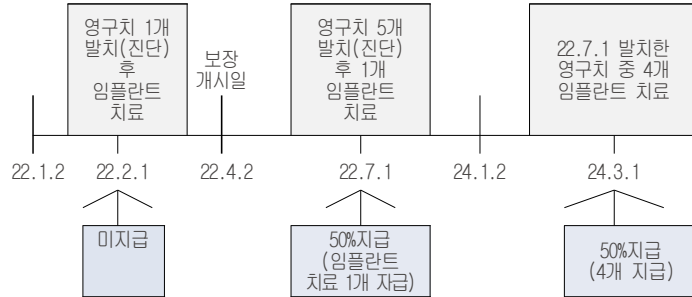 영구치 1개
발치(진단)
후
임플란트
치료
보장
개시일
영구치 5개
발치(진단)
후 1개
임플란트
치료
22.7.1 발치한
영구치 중 4개
임플란트 치료
22.1.2
22.2.1
22.4.2
22.7.1
24.1.2
24.3.1
미지급
50%지급
(임플란트
치료 1개 자급)
50%지급
(4개 지급)